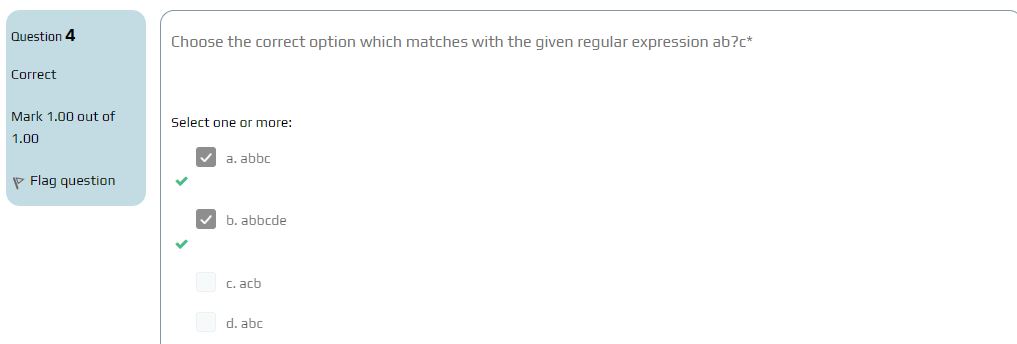 Question 4
Correct
Mark 1.00 out of
1.00
Flag question
Choose the correct option which matches with the given regular expression ab?c*
Select one or more:
a. abbc
b. abbcde
c. acb
d. abc